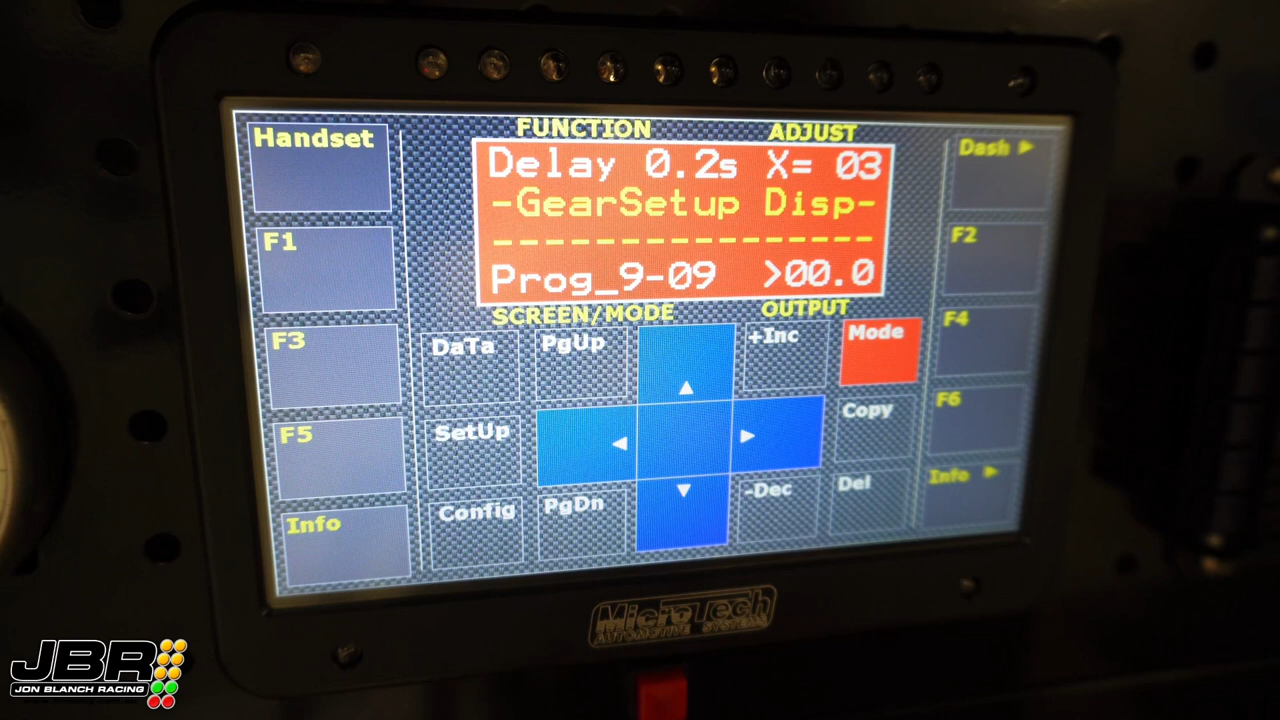 Handset
F1
F3
F5
Info
FUNCTION
ADJUST
Delay 0.2s X= 03
-GearSetup Disp-
----------------
Prog_9-09 >00.0
SCREEN/MODE
OUTPUT
DaTa
PgUp
+Inc
Mode
SetUp
Copy
Config
PgDn
-Dec
Del
Dash
F2
F4
F6
Info
MicroTech
AUTOMOTIVE SYSTEMS
JBR
JON BLANCH RACING